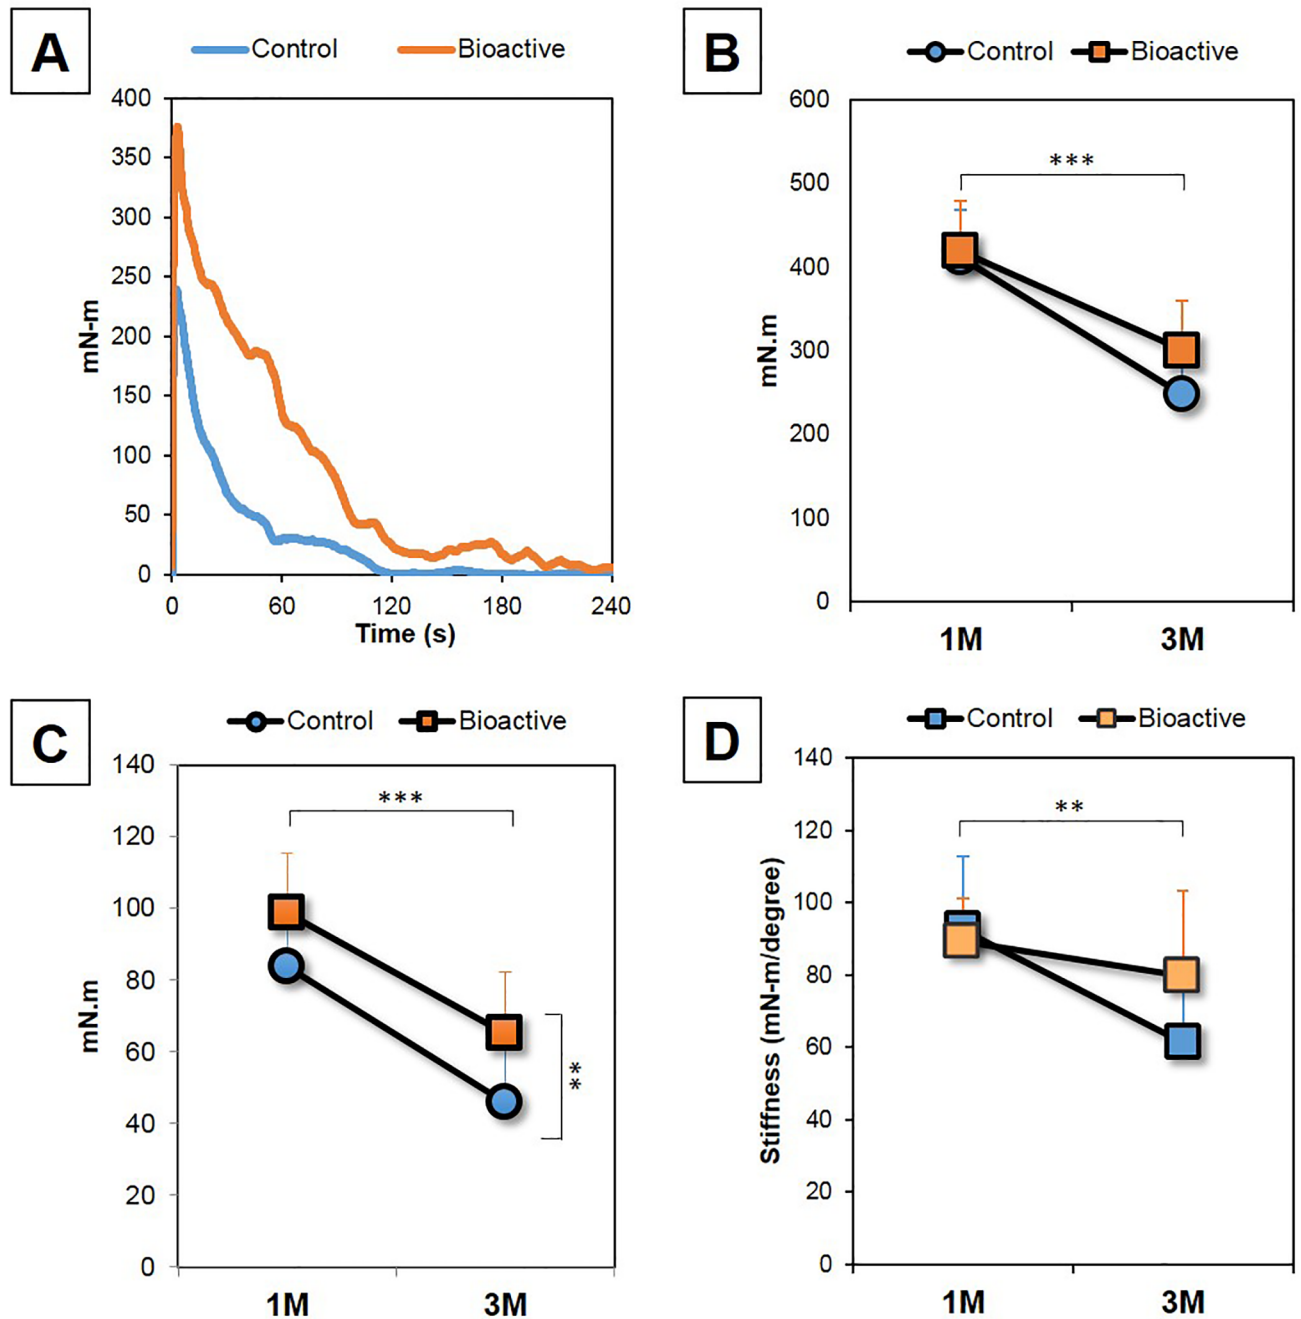 A
Control Bioactive
400
350
300
250
200
150
100
50
0
mN-m
0 60 120 180 240
Time (s)
B
Control Bioactive
600
500
400
300
200
100
0
mN.m
***
1M 3M
C
Control Bioactive
140
120
100
80
60
40
20
0
mN.m
***
**
1M 3M
D
Control Bioactive
140
120
100
80
60
40
20
0
Stiffness (mN-m/degree)
**
1M 3M